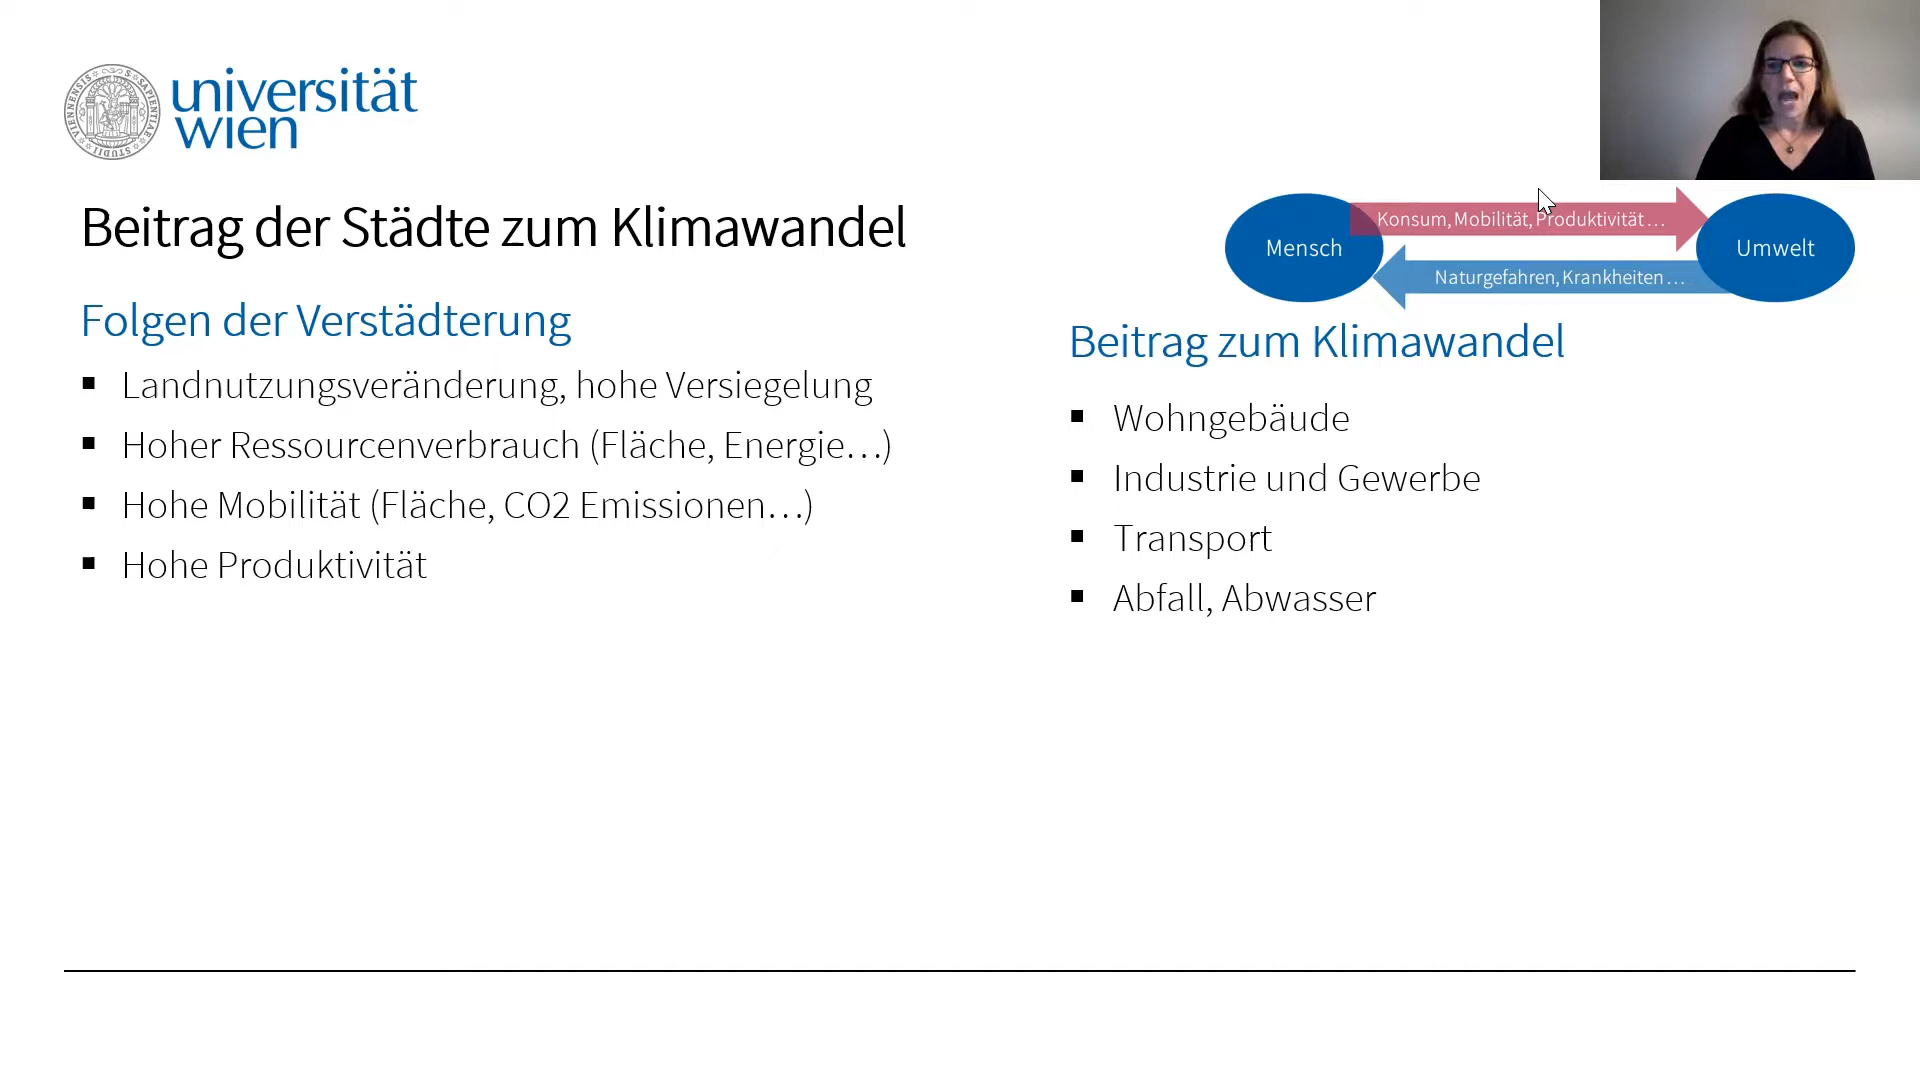 universität
wien
Beitrag der Städte zum Klimawandel
Mensch
Konsum, Mobilität, Produktivität…
Naturgefahren, Krankheiten…
Umwelt
Folgen der Verstädterung
Landnutzungsveränderung, hohe Versiegelung
Hoher Ressourcenverbrauch (Fläche, Energie…)
Hohe Mobilität (Fläche, CO2 Emissionen…)
Hohe Produktivität
Beitrag zum Klimawandel
Wohngebäude
Industrie und Gewerbe
Transport
Abfall, Abwasser